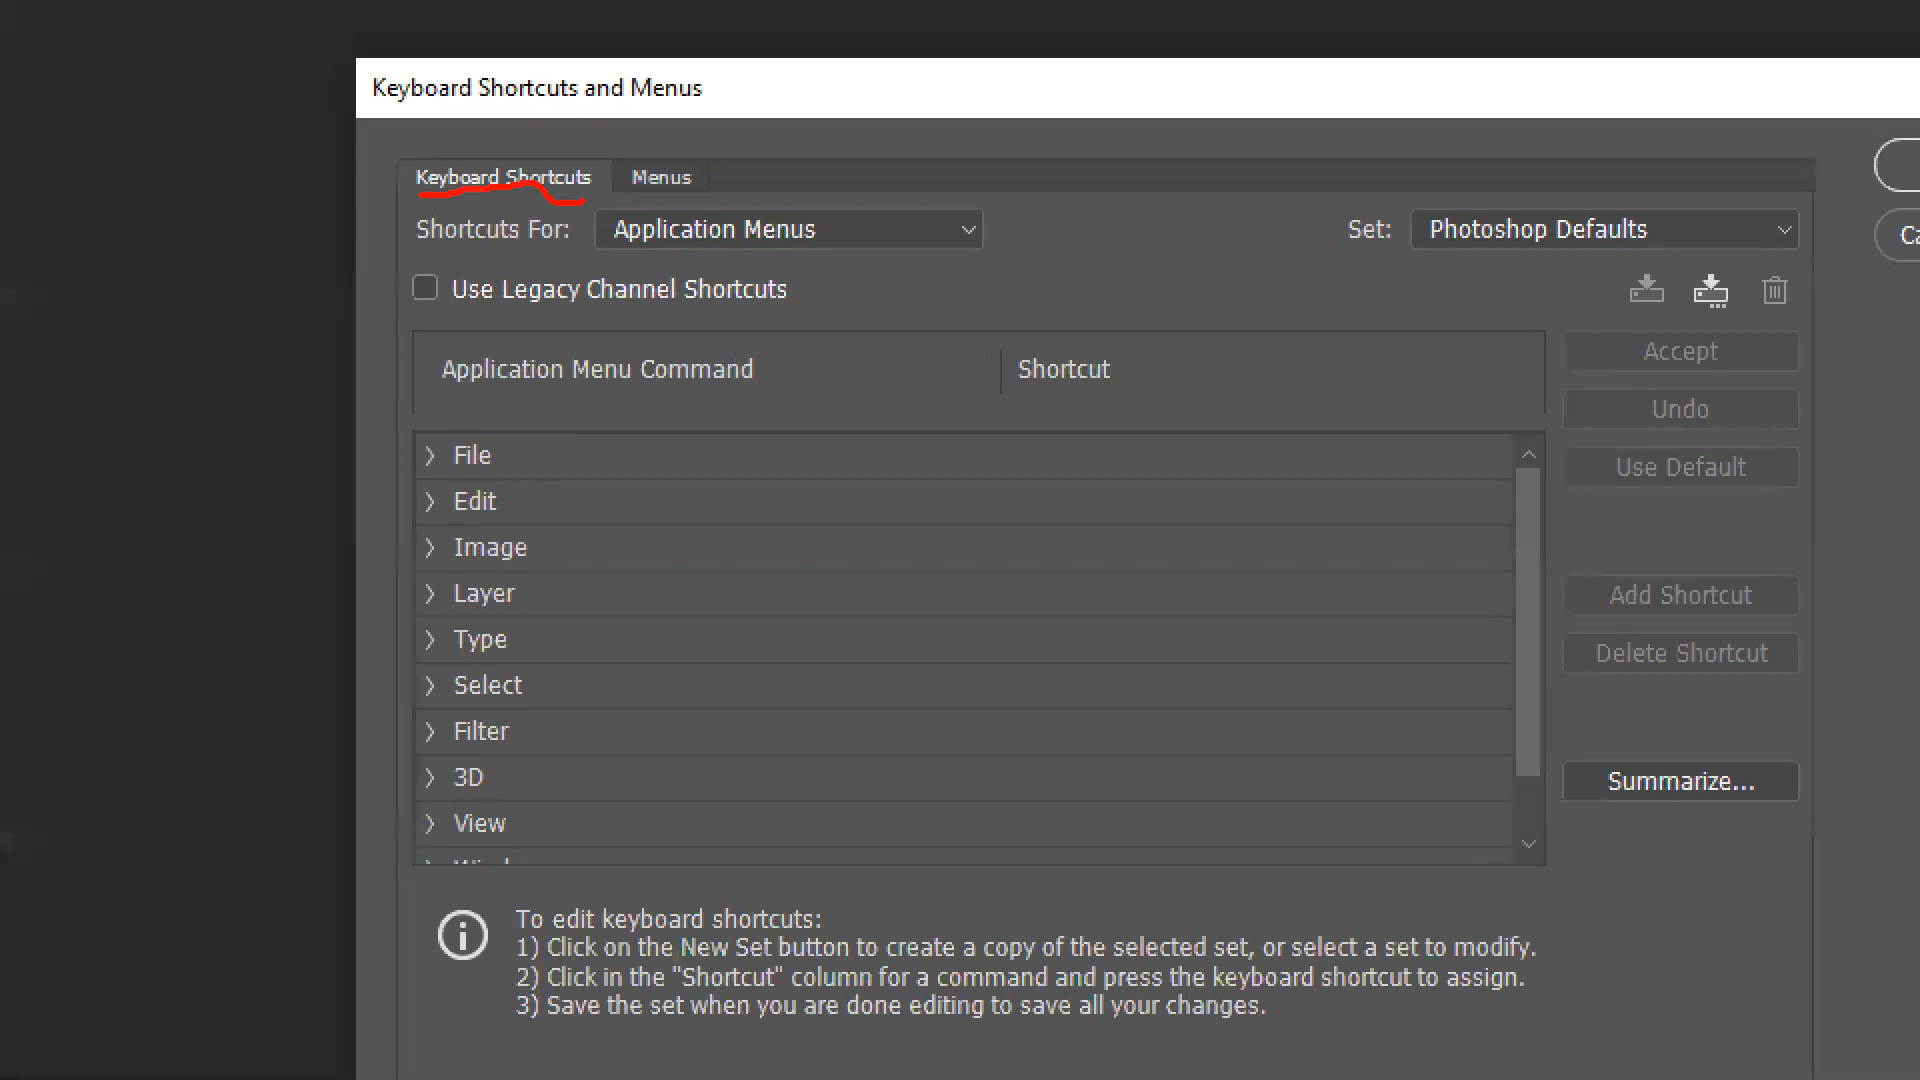 Keyboard Shortcuts and Menus
Keyboard Shortcuts Menus
Shortcuts For: Application Menus Set: Photoshop Defaults
Use Legacy Channel Shortcuts
Application Menu Command Shortcut
Accept
Undo
Use Default
File
Edit
Image
Layer
Type
Select
Filter
3D
View
Add Shortcut
Delete Shortcut
Summarize...
To edit keyboard shortcuts:
1) Click on the New Set button to create a copy of the selected set, or select a set to modify.
2) Click in the "Shortcut" column for a command and press the keyboard shortcut to assign.
3) Save the set when you are done editing to save all your changes.